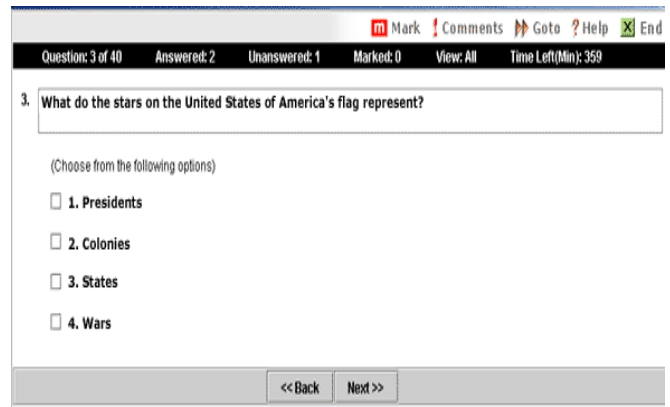 m Mark ! Comments Goto ? Help X End
Question: 3 of 40 Answered: 2 Unanswered: 1 Marked: 0 View: All Time Left(Min): 359
3. What do the stars on the United States of America's flag represent?
(Choose from the following options)
1. Presidents
2. Colonies
3. States
4. Wars
<< Back Next >>